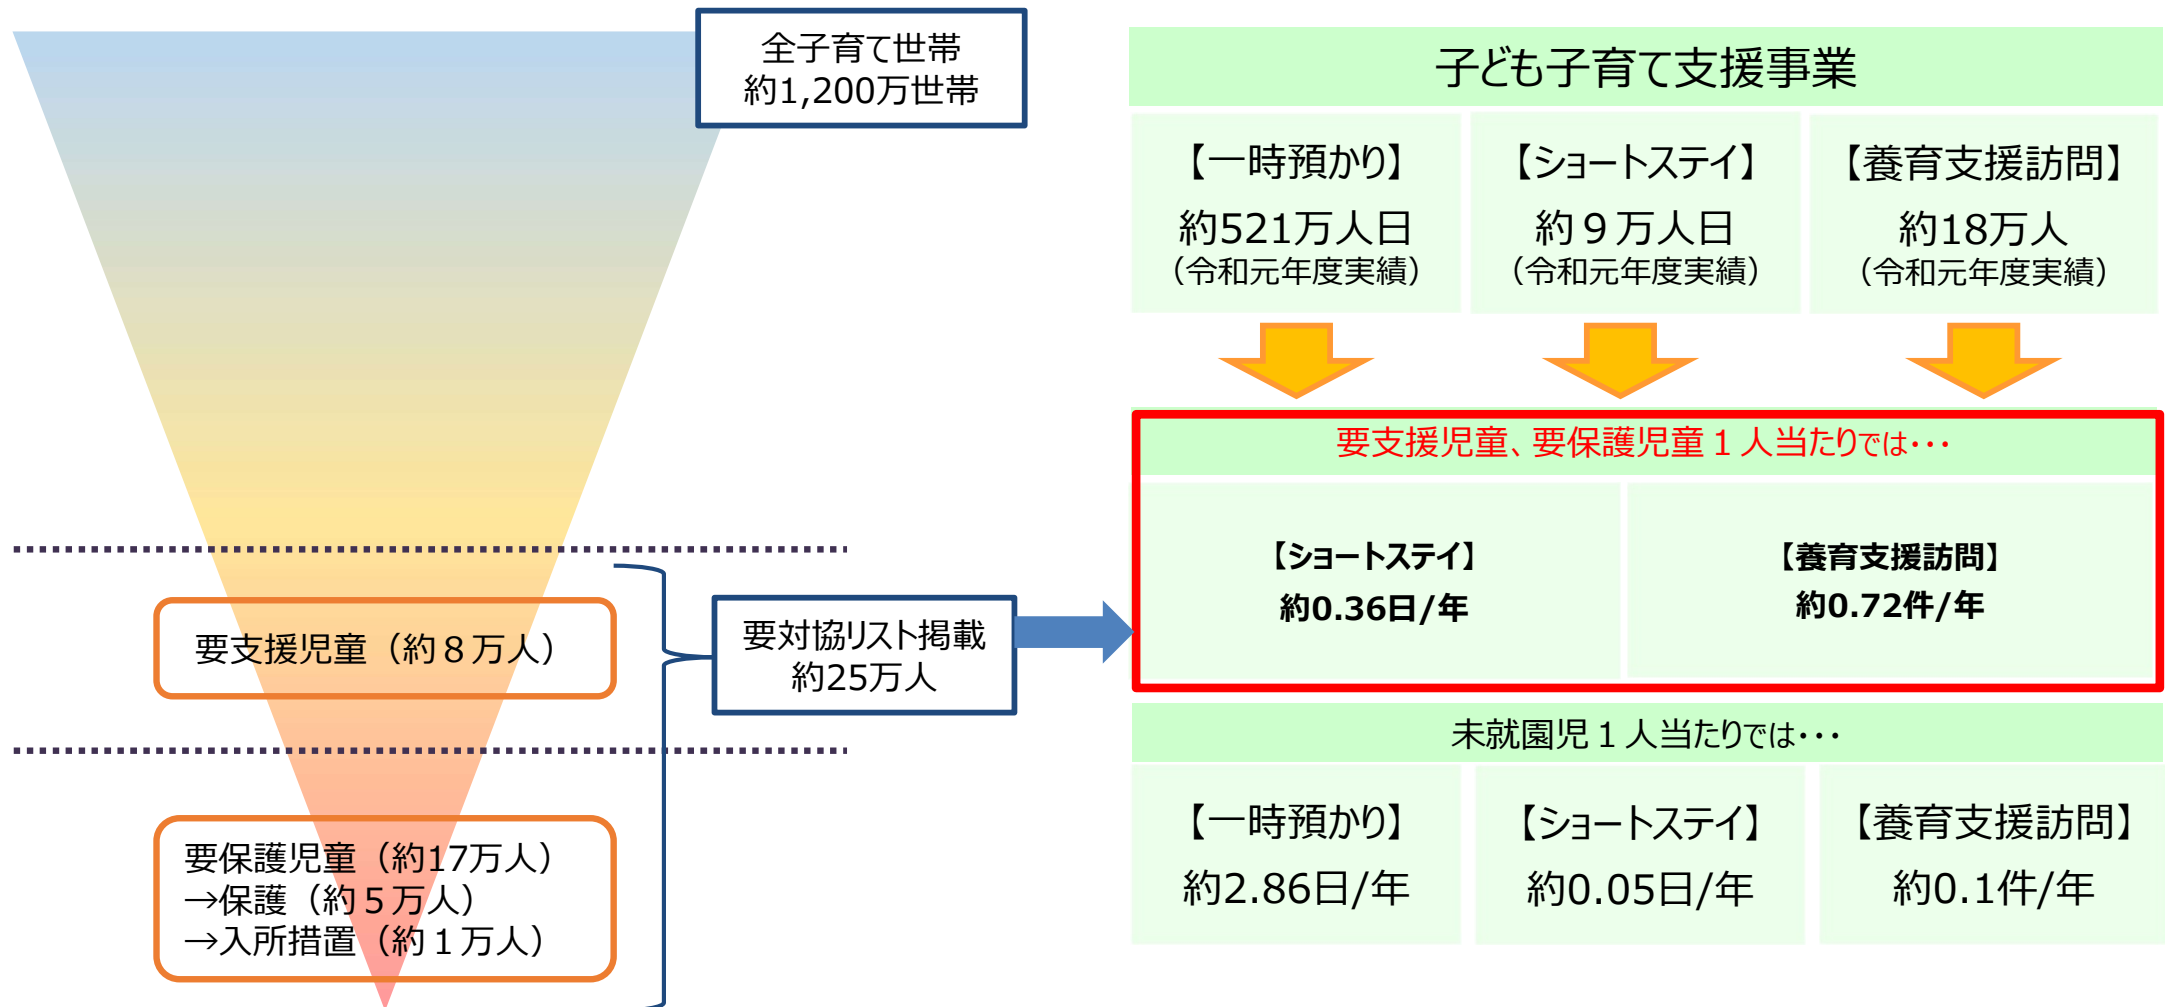 全子育て世帯
約1,200万世帯
要支援児童（約８万人）
要対協リスト掲載
約25万人
要保護児童（約17万人）
→保護（約５万人）
→入所措置（約１万人）
子ども子育て支援事業
【一時預かり】
約521万人日
（令和元年度実績）
【ショートステイ】
約９万人日
（令和元年度実績）
【養育支援訪問】
約18万人
（令和元年度実績）
要支援児童、要保護児童１人当たりでは・・・
【ショートステイ】
約0.36日/年
【養育支援訪問】
約0.72件/年
未就園児１人当たりでは・・・
【一時預かり】
約2.86日/年
【ショートステイ】
約0.05日/年
【養育支援訪問】
約0.1件/年